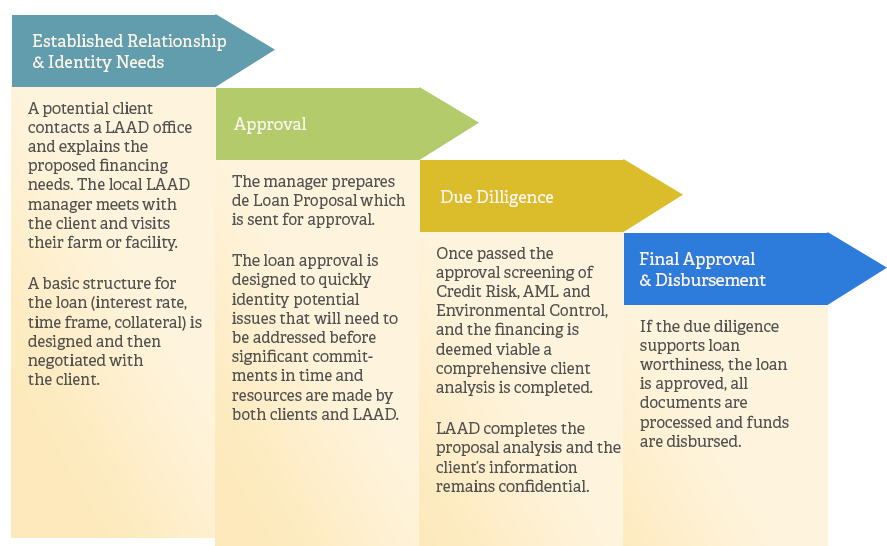 Established Relationship
& Identity Needs
A potential client
contacts a LAAD office
and explains the
proposed financing
needs. The local LAAD
manager meets with
the client and visits
their farm or facility.
A basic structure for
the loan (interest rate,
time frame, collateral) is
designed and then
negotiated with
the client.
Approval
The manager prepares
de Loan Proposal which
is sent for approval.
The loan approval is
designed to quickly
identity potential
issues that will need to
be addressed before
significant commit-
ments in time and
resources are made by
both clients and LAAD.
Due Dilligence
Once passed the
approval screening of
Credit Risk, AML and
Environmental Control,
and the financing is
deemed viable a
comprehensive client
analysis is completed.
LAAD completes the
proposal analysis and the
client's information
remains confidential.
Final Approval
& Disbursement
If the due diligence
supports loan
worthiness, the loan
is approved, all
documents are
processed and funds
are disbursed.